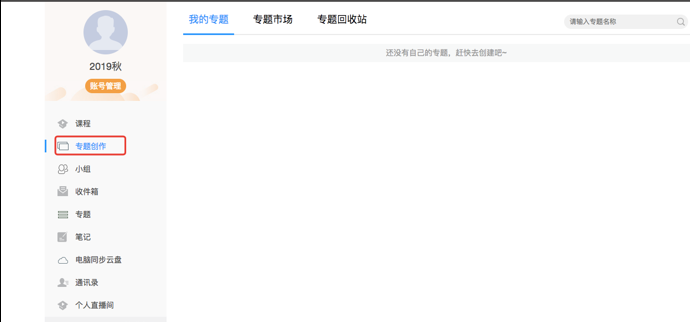 我的专题 专题市场 专题回收站 请输入专题名称
还没有自己的专题，赶快去创建吧~
2019秋
账号管理
课程
专题创作
小组
收件箱
专题
笔记
电脑同步云盘
通讯录
个人直播间